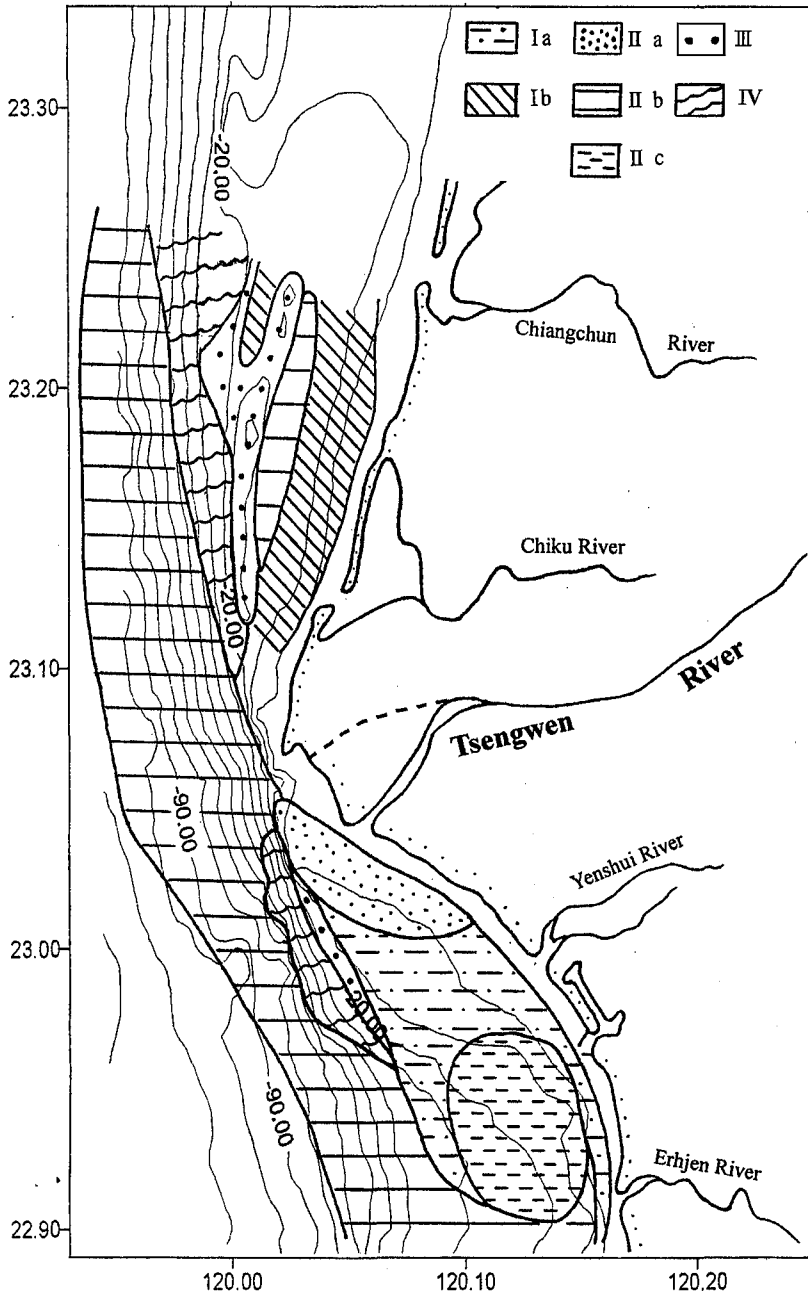 Ia IIa III
Ib IIb IV
IIc
23.30
-20.00
Chiangchun River
23.20
Chiku River
-20.00
23.10
River
Tsengwen
-90.00
Yenshui River
23.00
20.00
-90.00
Erhjen River
22.90
120.00 120.10 120.20